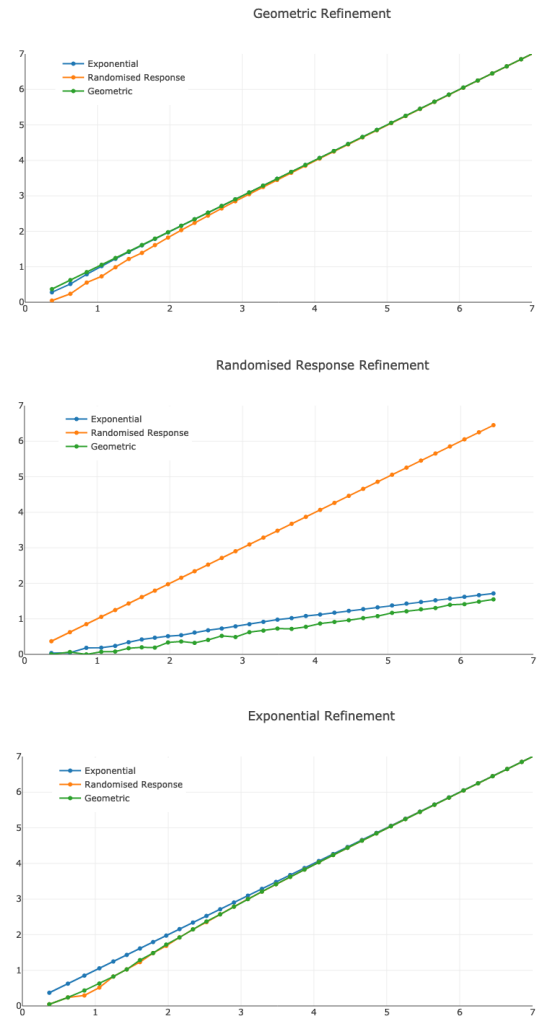 Geometric Refinement
7
6
5
4
3
2
1
0
Exponential
Randomised Response
Geometric
0 1 2 3 4 5 6 7
Randomised Response Refinement
7
6
5
4
3
2
1
0
Exponential
Randomised Response
Geometric
0 1 2 3 4 5 6 7
Exponential Refinement
7
6
5
4
3
2
1
0
Exponential
Randomised Response
Geometric
0 1 2 3 4 5 6 7